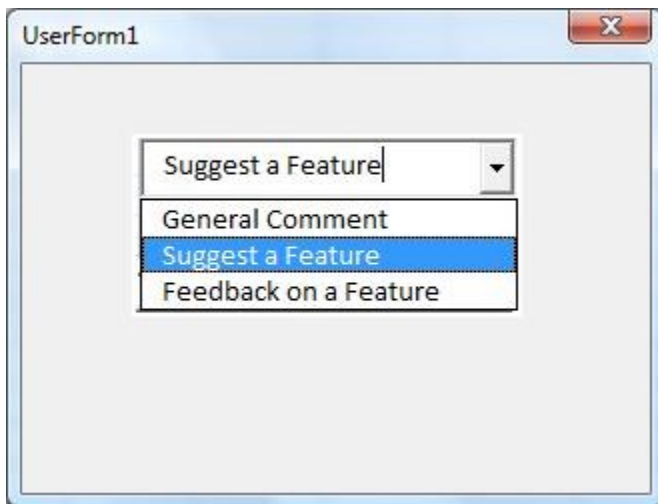 UserForm1
Suggest a Feature
General Comment
Suggest a Feature
Feedback on a Feature